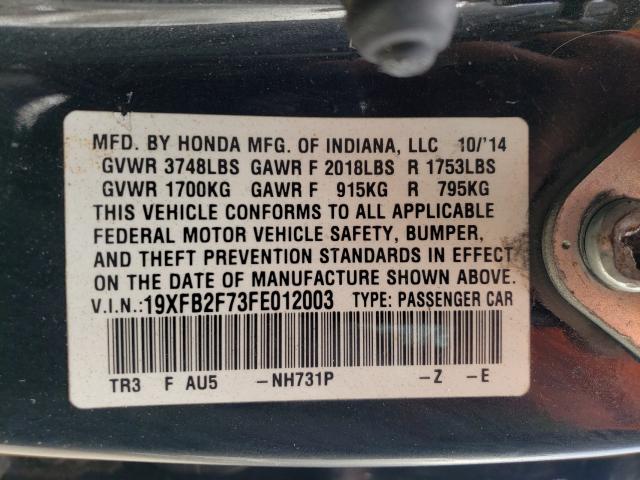 MFD. BY HONDA MFG. OF INDIANA, LLC 10/'14
GVWR 3748LBS GAWR F 2018LBS R 1753LBS
GVWR 1700KG GAWR F 915KG R 795KG
THIS VEHICLE CONFORMS TO ALL APPLICABLE
FEDERAL MOTOR VEHICLE SAFETY, BUMPER,
AND THEFT PREVENTION STANDARDS IN EFFECT
ON THE DATE OF MANUFACTURE SHOWN ABOVE.
V.I.N.:19XFB2F73FE012003 TYPE: PASSENGER CAR
TR3 F AU5 -NH731P -Z -E